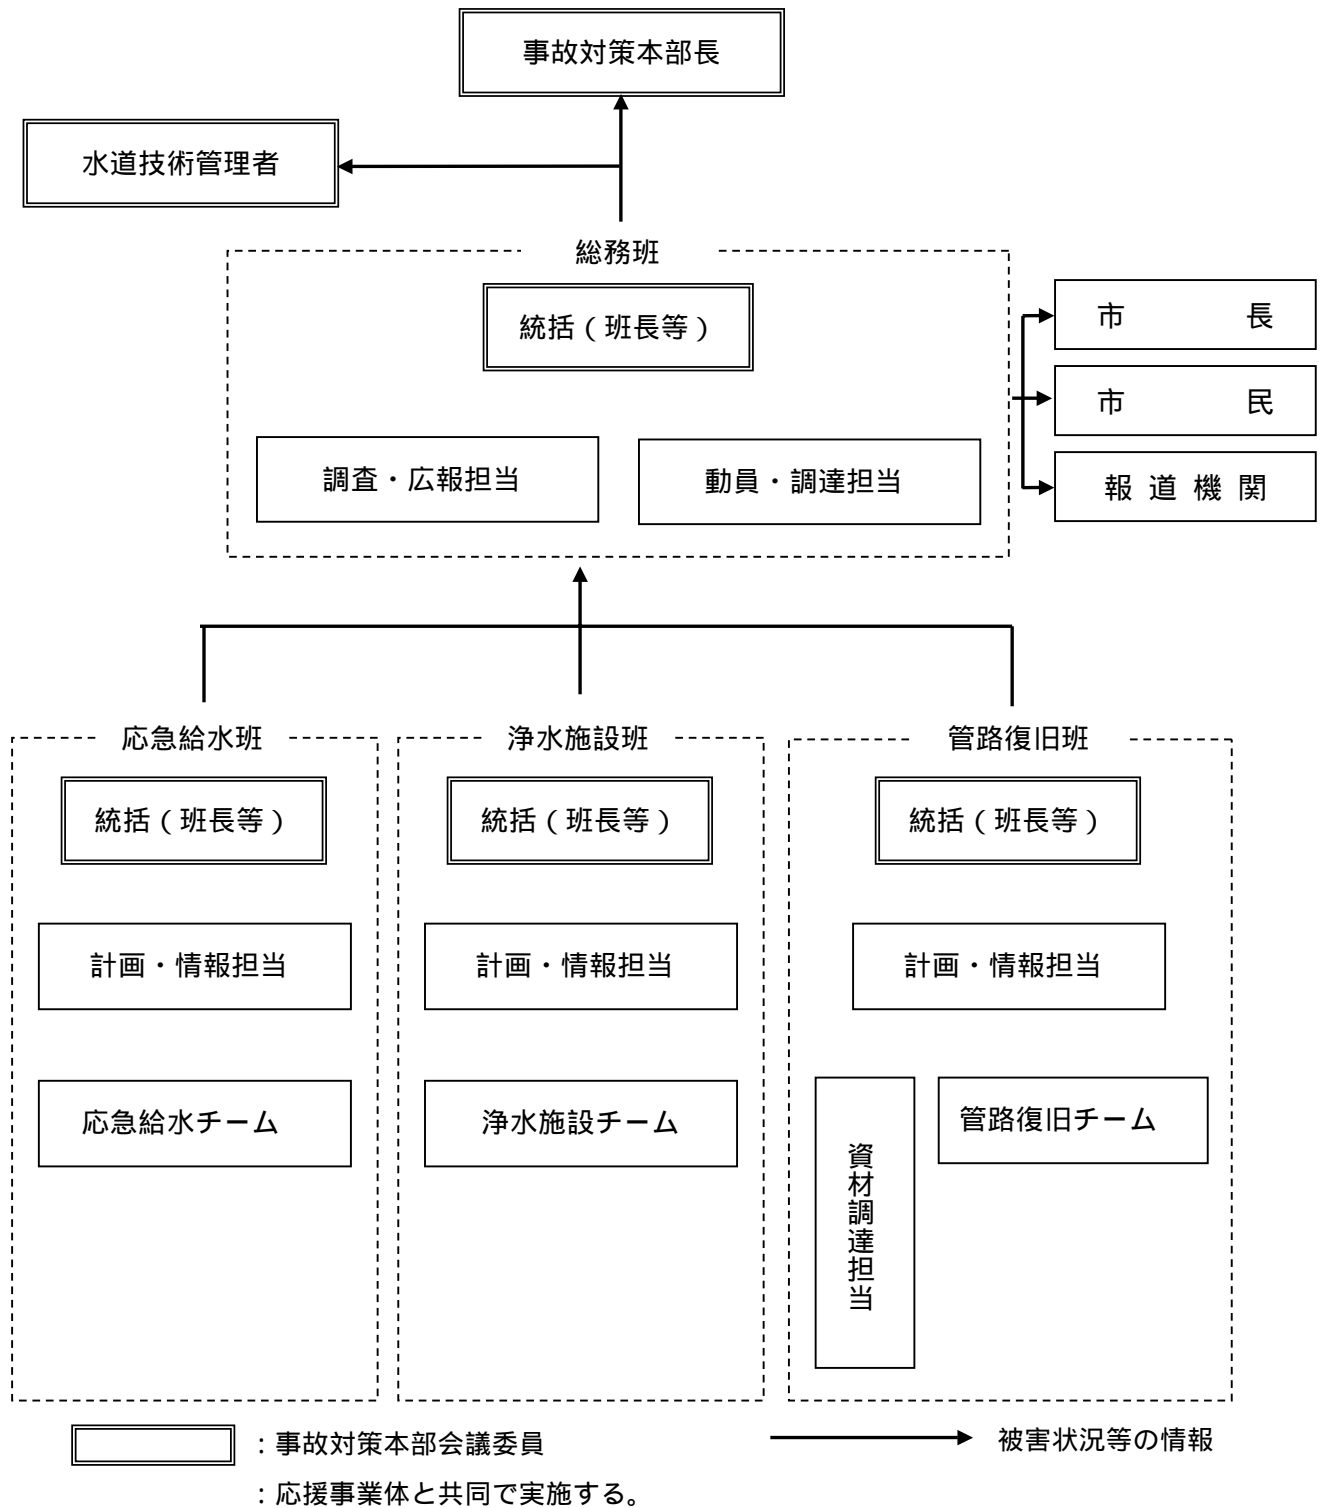 事故対策本部長
水道技術管理者
総務班
統括（班長等）
調査・広報担当
動員・調達担当
市長
市民
報道機関
応急給水班
統括（班長等）
計画・情報担当
応急給水チーム
浄水施設班
統括（班長等）
計画・情報担当
浄水施設チーム
管路復旧班
統括（班長等）
計画・情報担当
資材調達担当
管路復旧チーム
：事故対策本部会議委員
被害状況等の情報
：応援事業体と共同で実施する。